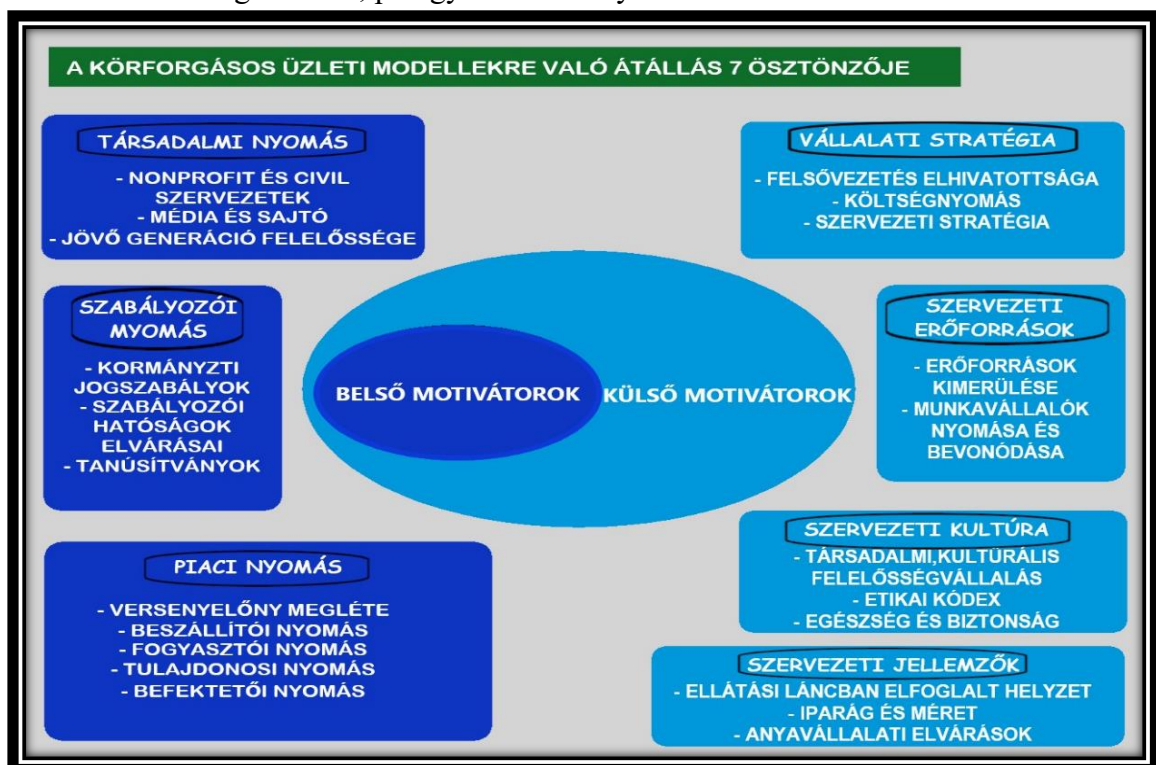 A KÖRFORGÁSOS ÜZLETI MODELLEKRE VALÓ ÁTÁLLÁS 7 ÖSZTÖNZŐJE
TÁRSADALMI NYOMÁS
- NONPROFIT ÉS CIVIL
SZERVEZETEK
- MÉDIA ÉS SAJTÓ
- JÖVŐ GENERÁCIÓ FELELŐSSÉGE
SZABÁLYOZÓI
MYOMÁS
- KORMÁNYZTI
JOGSZABÁLYOK
- SZABÁLYOZÓI
HATÓSÁGOK
ELVÁRÁSAI
- TANÚSÍTVÁNYOK
PIACI NYOMÁS
- VERSENYELŐNY MEGLÉTE
- BESZÁLLÍTÓI NYOMÁS
- FOGYASZTÓI NYOMÁS
- TULAJDONOSI NYOMÁS
- BEFEKTETŐI NYOMÁS
BELSŐ MOTIVÁTOROK
KÜLSŐ MOTIVÁTOROK
VÁLLALATI STRATÉGIA
- FELSŐVEZETÉS ELHIVATOTTSÁGA
- KÖLTSÉGNYOMÁS
- SZERVEZETI STRATÉGIA
SZERVEZETI
ERŐFORRÁSOK
- ERŐFORRÁSOK
KIMERÜLÉSE
- MUNKAVÁLLALÓK
NYOMÁSA ÉS
BEVONÓDÁSA
SZERVEZETI KULTÚRA
- TÁRSADALMI,KULTÜRÁLIS
FELELŐSSÉGVÁLLALÁS
- ETIKAI KÓDEX
- EGÉSZSÉG ÉS BIZTONSÁG
SZERVEZETI JELLEMZŐK
- ELLÁTÁSI LÁNCBAN ELFOGLALT HELYZET
- IPARÁG ÉS MÉRET
- ANYAVÁLLALATI ELVÁRÁSOK